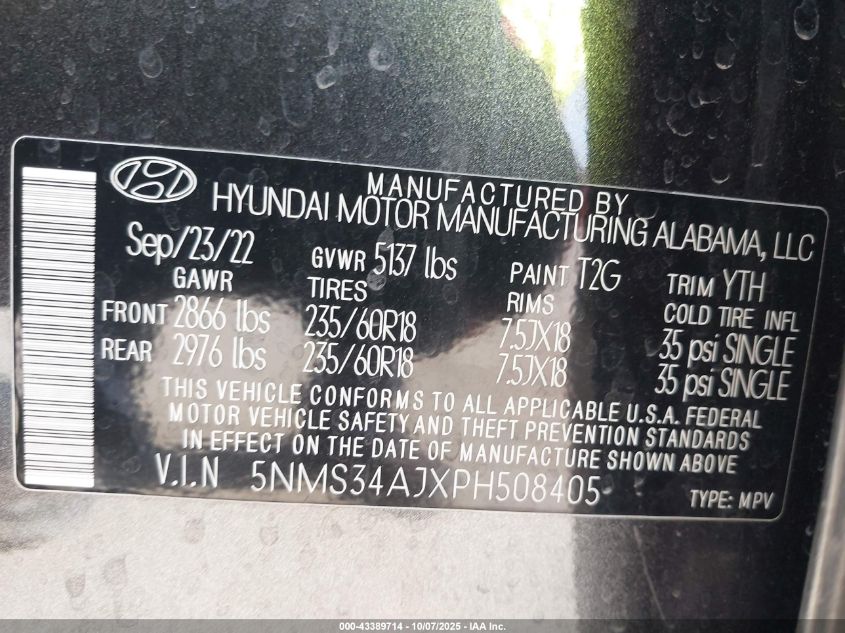 MANUFACTURED BY
HYUNDAI MOTOR MANUFACTURING ALABAMA, LLC
Sep/23/22 GVWR 5137 lbs PAINT T2G TRIM YTH
GAWR TIRES RIMS COLD TIRE INFL
FRONT 2866 lbs 235/60R18 7.5JX18 35 psi SINGLE
REAR 2976 lbs 235/60R18 7.5JX18 35 psi SINGLE
THIS VEHICLE CONFORMS TO ALL APPLICABLE U.S.A. FEDERAL
MOTOR VEHICLE SAFETY AND THEFT PREVENTION STANDARDS
IN EFFECT ON THE DATE OF MANUFACTURE SHOWN ABOVE
V.I.N 5NMS34AJXPH508405 TYPE: MPV
000-43389714 - 10/07/2025 - IAA Inc.